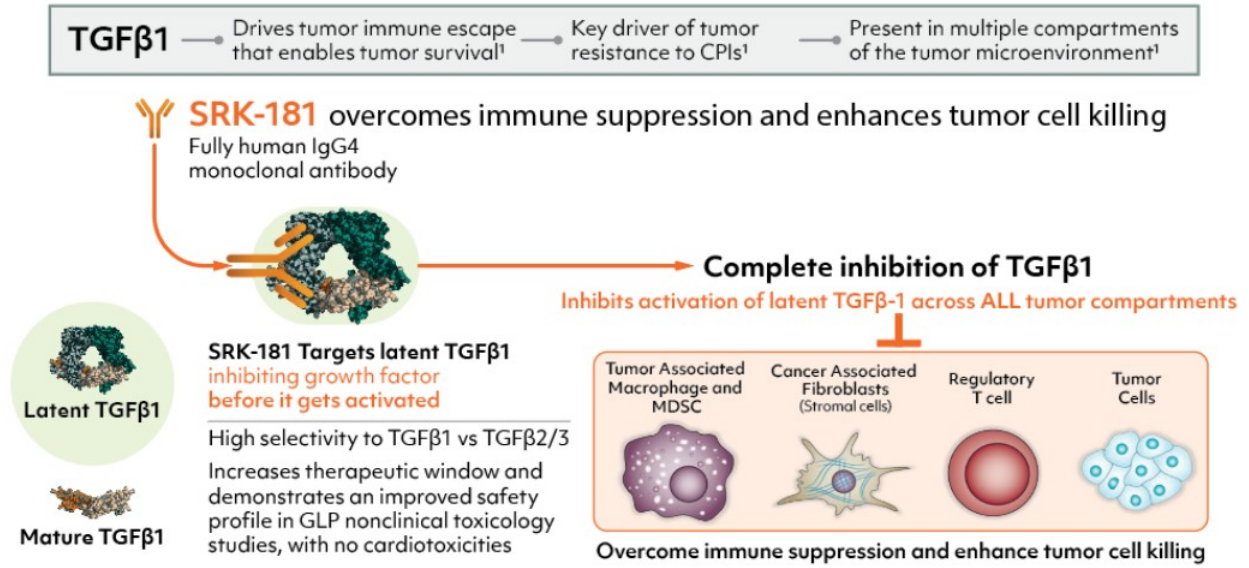 TGFβ1
Drives tumor immune escape
that enables tumor survival¹
Key driver of tumor
resistance to CPIs¹
Present in multiple compartments
of the tumor microenvironment¹
SRK-181 overcomes immune suppression and enhances tumor cell killing
Fully human IgG4
monoclonal antibody
Complete inhibition of TGFβ1
Inhibits activation of latent TGFβ-1 across ALL tumor compartments
Latent TGFβ1
Mature TGFβ1
SRK-181 Targets latent TGFβ1
inhibiting growth factor
before it gets activated
High selectivity to TGFβ1 vs TGFβ2/3
Increases therapeutic window and
demonstrates an improved safety
profile in GLP nonclinical toxicology
studies, with no cardiotoxicities
Tumor Associated
Macrophage and
MDSC
Cancer Associated
Fibroblasts
(Stromal cells)
Regulatory
T cell
Tumor
Cells
Overcome immune suppression and enhance tumor cell killing